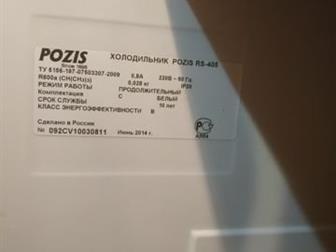 POZIS
Since 1898
ХОЛОДИЛЬНИК POZIS RS-405
ТУ 5156-187-07503307-2009 0,8А 220В ~ 50 Гц
R600a (CH(CH₃)₃) 0,028 кг IP20
РЕЖИМ РАБОТЫ ПРОДОЛЖИТЕЛЬНЫЙ
Комплектация С БЕЛЫЙ
СРОК СЛУЖБЫ 10 лет
КЛАСС ЭНЕРГОЭФФЕКТИВНОСТИ В
Сделано в России
№ 092CV10030811 Июнь 2014 г.